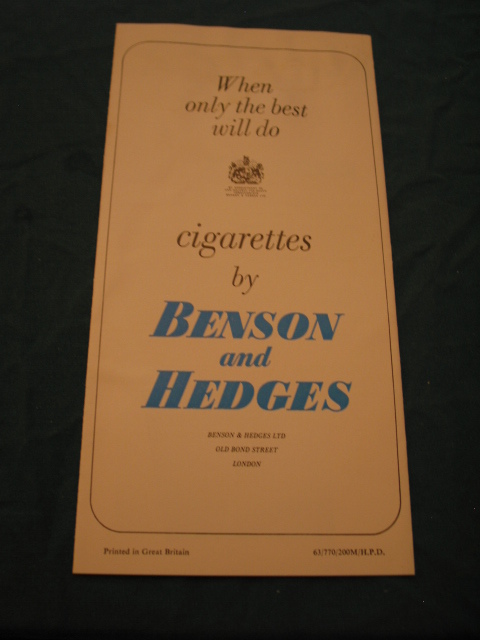 When
only the best
will do
cigarettes
by
BENSON
and
HEDGES
BENSON & HEDGES LTD
OLD BOND STREET
LONDON
Printed in Great Britain
63/770/200M/H.P.D.